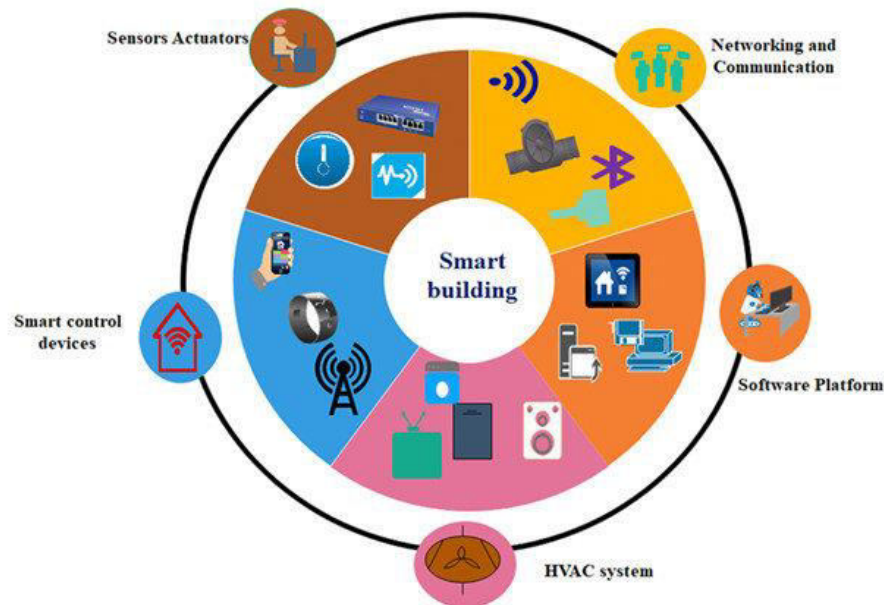 Sensors Actuators
Networking and
Communication
Smart
building
Smart control
devices
Software Platform
HVAC system